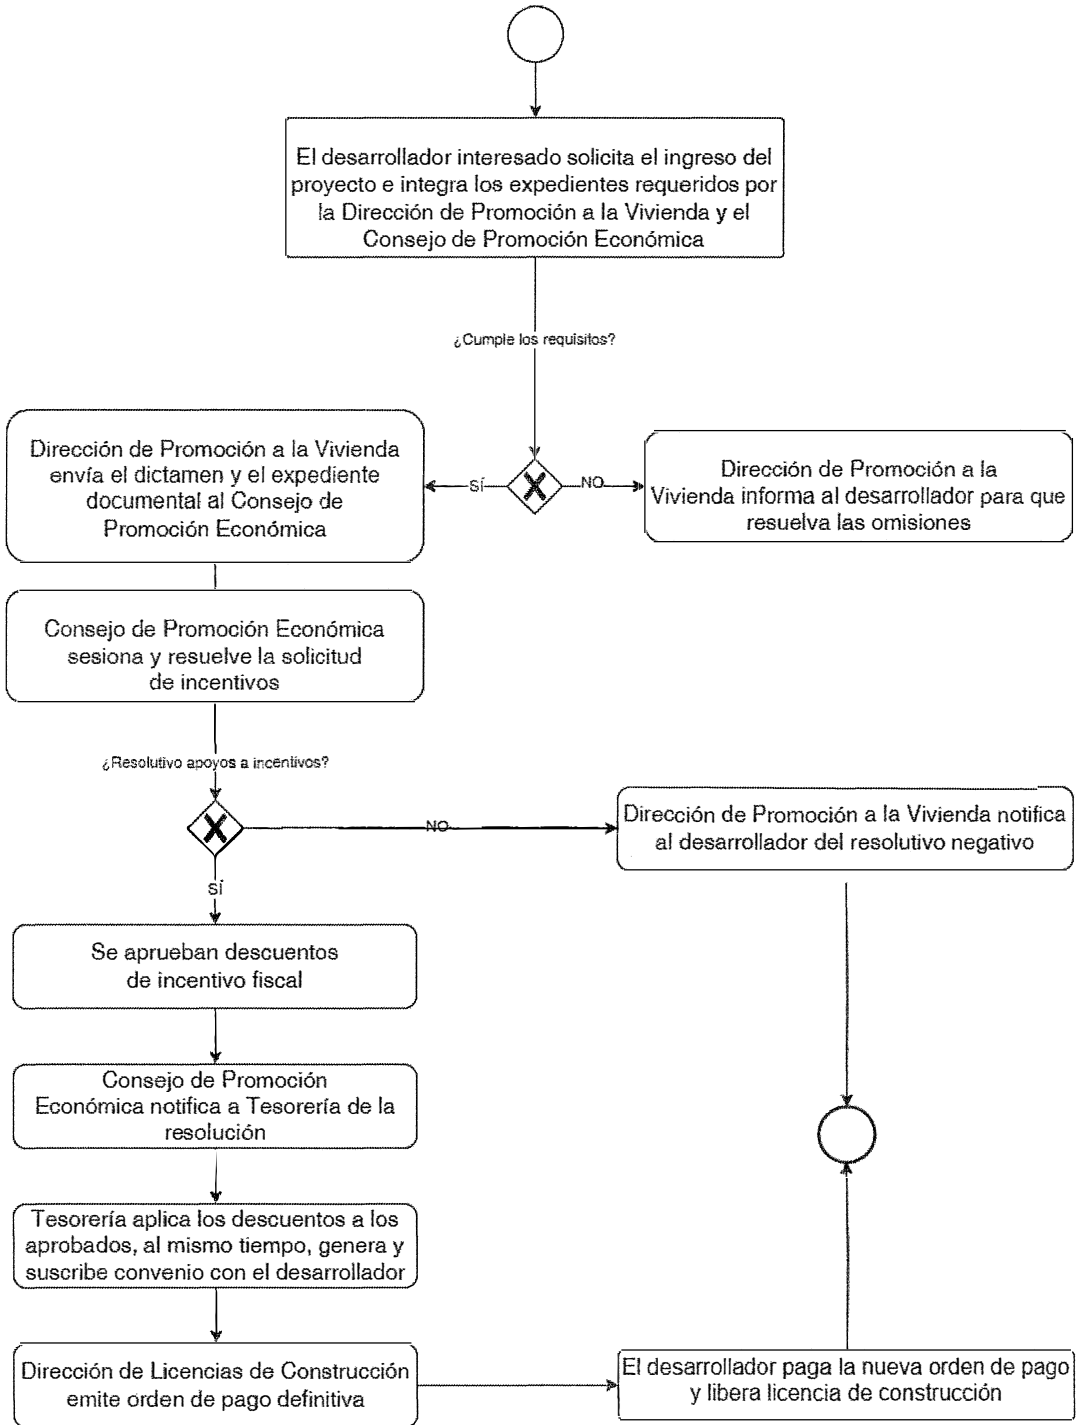 El desarrollador interesado solicita el ingreso del
proyecto e integra los expedientes requeridos por
la Dirección de Promoción a la Vivienda y el
Consejo de Promoción Económica
¿Cumple los requisitos?
Dirección de Promoción a la Vivienda
envía el dictamen y el expediente
documental al Consejo de
Promoción Económica
SÍ
NO
Dirección de Promoción a la
Vivienda informa al desarrollador para que
resuelva las omisiones
Consejo de Promoción Económica
sesiona y resuelve la solicitud
de incentivos
¿Resolutivo apoyos a incentivos?
NO
Dirección de Promoción a la Vivienda notifica
al desarrollador del resolutivo negativo
SÍ
Se aprueban descuentos
de incentivo fiscal
Consejo de Promoción
Económica notifica a Tesorería de la
resolución
Tesorería aplica los descuentos a los
aprobados, al mismo tiempo, genera y
suscribe convenio con el desarrollador
Dirección de Licencias de Construcción
emite orden de pago definitiva
El desarrollador paga la nueva orden de pago
y libera licencia de construcción